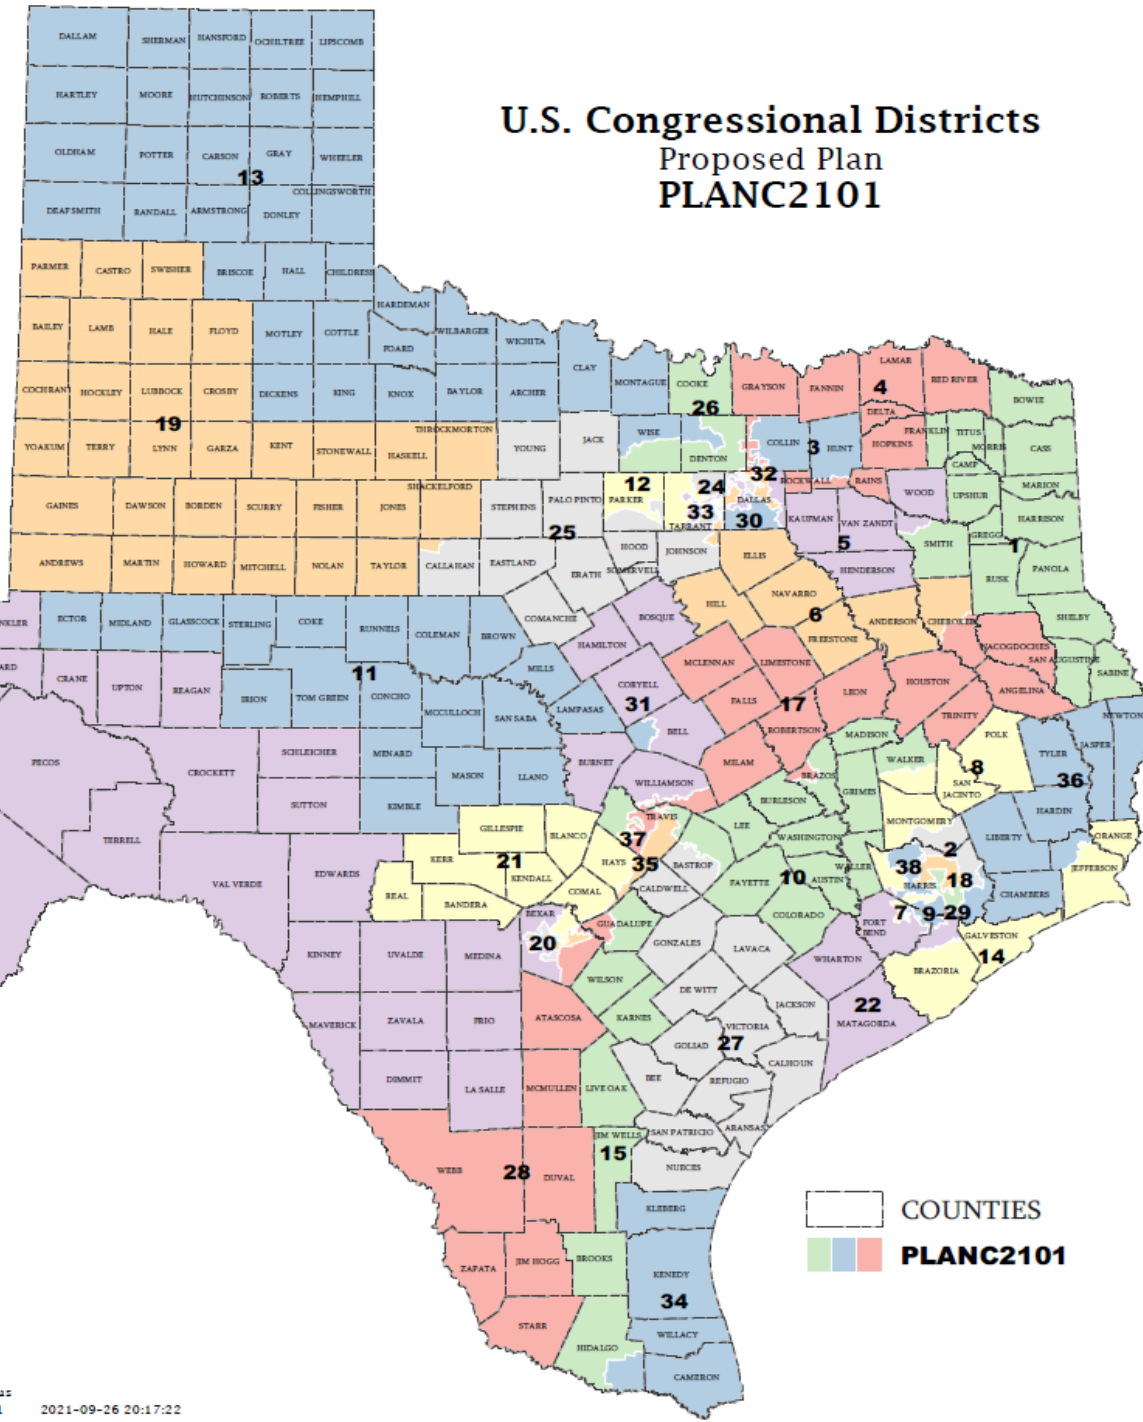 U.S. Congressional Districts
Proposed Plan
PLANC2101
DALLAM SHERMAN HANSFORD OCHILTREE LIPSCOMB
HARTLEY MOORE HUTCHINSON ROBERTS HEMPHILL
OLDHAM POTTER CARSON GRAY WHEELER
13
COLLINGSWORTH
DEAF SMITH RANDALL ARMSTRONG DONLEY
PARMER CASTRO SWISHER BRISCOE HALL CHILDRESS
HARDEMAN
BAILEY LAMB HALE FLOYD MOTLEY COTTLE FOARD WILBARGER WICHITA
CLAY MONTAGUE COOKE GRAYSON FANNIN LAMAR RED RIVER BOWIE
4
26
COCHRAN HOCKLEY LUBBOCK CROSBY DICKENS KING KNOX BAYLOR ARCHER
DELTA
19
THROCKMORTON
YOAKUM TERRY LYNN GARZA KENT STONEWALL HASKELL YOUNG JACK WISE DENTON COLLIN 3 HUNT HOPKINS FRANKLIN TITUS MORRIS CASS
CAMP
32
12 24 ROCKWALL RAINS WOOD UPSHUR MARION
SHACKELFORD
GAINES DAWSON BORDEN SCURRY FISHER JONES STEPHENS PALO PINTO PARKER TARRANT DALLAS
33 30
KAUFMAN VAN ZANDT HARRISON
25 5 SMITH GREGG 1
ANDREWS MARTIN HOWARD MITCHELL NOLAN TAYLOR CALLAHAN EASTLAND ERATH HOOD SOMERVELL JOHNSON ELLIS HENDERSON RUSK PANOLA
NKLER ECTOR MIDLAND GLASSCOCK STERLING COKE RUNNELS COLEMAN BROWN COMANCHE BOSQUE HILL NAVARRO ANDERSON CHEROKEE SHELBY
6
HAMILTON FREESTONE NACOGDOCHES
SAN AUGUSTINE
ARD CRANE UPTON REAGAN IRION TOM GREEN CONCHO MILLS CORYELL MCLENNAN LIMESTONE LEON HOUSTON ANGELINA SABINE
11
31 17
MCCULLOCH SAN SABA LAMPASAS BELL FALLS ROBERTSON TRINITY NEWTON
PECOS CROCKETT SCHLEICHER MENARD MASON LLANO BURNET WILLIAMSON MILAM BRAZOS MADISON WALKER POLK TYLER JASPER
8 36
SAN JACINTO
TERRELL SUTTON KIMBLE GILLESPIE BLANCO TRAVIS LEE BURLESON GRIMES MONTGOMERY LIBERTY HARDIN ORANGE
37 WASHINGTON
2
VAL VERDE EDWARDS KERR 21 KENDALL HAYS 35 BASTROP FAYETTE 10 AUSTIN WALLER 38 HARRIS 18 CHAMBERS JEFFERSON
REAL BANDERA COMAL CALDWELL COLORADO
7 9 29
BEXAR GUADALUPE FORT BEND GALVESTON
20
14
KINNEY UVALDE MEDINA GONZALES LAVACA WHARTON BRAZORIA
WILSON DE WITT JACKSON 22
MAVERICK ZAVALA FRIO ATASCOSA KARNES VICTORIA MATAGORDA
GOLIAD 27
CALHOUN
DIMMIT LA SALLE MCMULLEN LIVE OAK BEE REFUGIO
ARANSAS
JIM WELLS SAN PATRICIO
15
WEBB 28 DUVAL NUECES
COUNTIES
KLEBERG
PLANC2101
ZAPATA JIM HOGG BROOKS
KENEDY
34
STARR HIDALGO WILLACY
CAMERON
2021-09-26 20:17:22